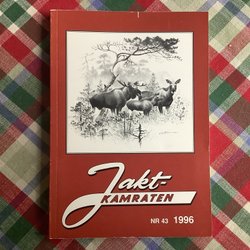 Jakt-
KAMRATEN
NR 43 1996